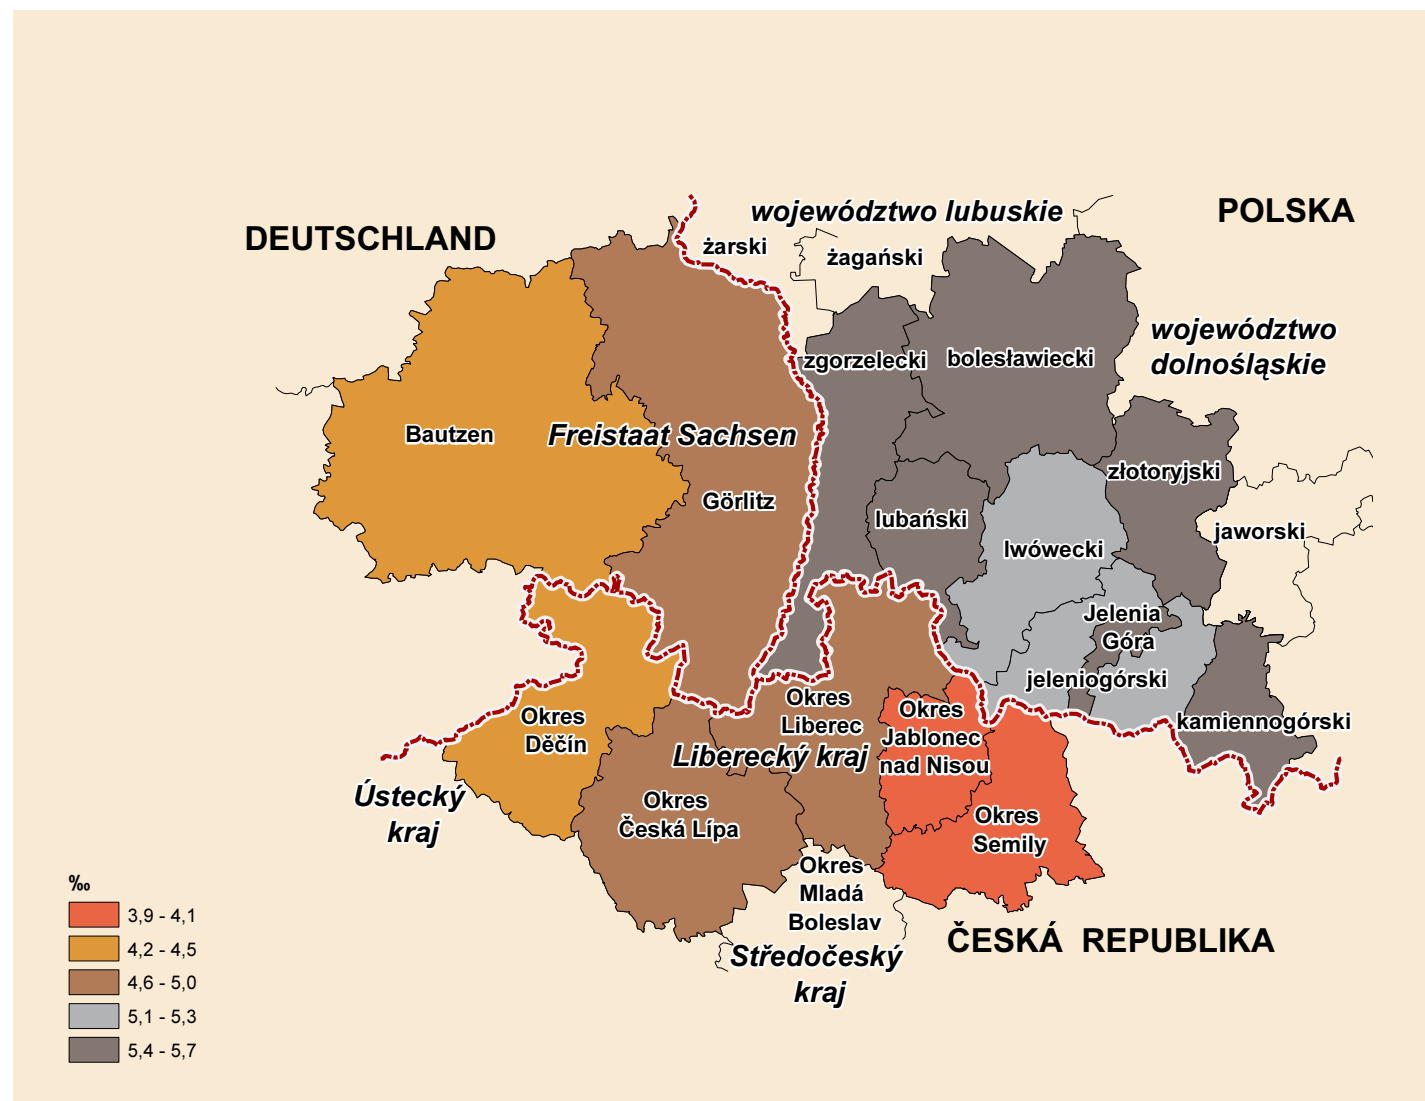 województwo lubuskie
POLSKA
DEUTSCHLAND
żarski
żagański
województwo
dolnośląskie
zgorzelecki
bolesławiecki
Bautzen
Freistaat Sachsen
złotoryjski
Görlitz
lubański
jaworski
lwówecki
Jelenia
Góra
jeleniogórski
Okres
Liberec
Okres
Jablonec
nad Nisou
Okres
Děčín
kamiennogórski
Liberecký kraj
Ústecký
kraj
Okres
Česká Lípa
Okres
Semily
Okres
Mladá
Boleslav
ČESKÁ REPUBLIKA
Středočeský
kraj
‰
3,9 - 4,1
4,2 - 4,5
4,6 - 5,0
5,1 - 5,3
5,4 - 5,7